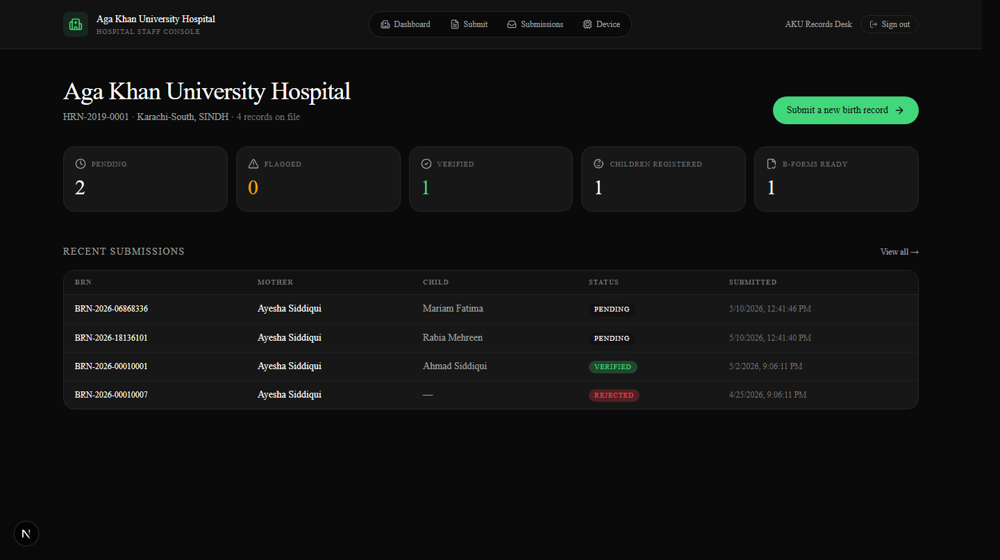 Aga Khan University Hospital
HOSPITAL STAFF CONSOLE
Dashboard Submit Submissions Device
AKU Records Desk Sign out
Aga Khan University Hospital
HRN-2019-0001 · Karachi-South, SINDH · 4 records on file
Submit a new birth record →
PENDING
2
FLAGGED
0
VERIFIED
1
CHILDREN REGISTERED
1
B-FORMS READY
1
RECENT SUBMISSIONS
View all →
BRN MOTHER CHILD STATUS SUBMITTED
BRN-2026-06868336 Ayesha Siddiqui Mariam Fatima PENDING 5/10/2026, 12:41:46 PM
BRN-2026-18136101 Ayesha Siddiqui Rabia Mehreen PENDING 5/10/2026, 12:41:40 PM
BRN-2026-00010001 Ayesha Siddiqui Ahmad Siddiqui VERIFIED 5/2/2026, 9:06:11 PM
BRN-2026-00010007 Ayesha Siddiqui — REJECTED 4/25/2026, 9:06:11 PM
N